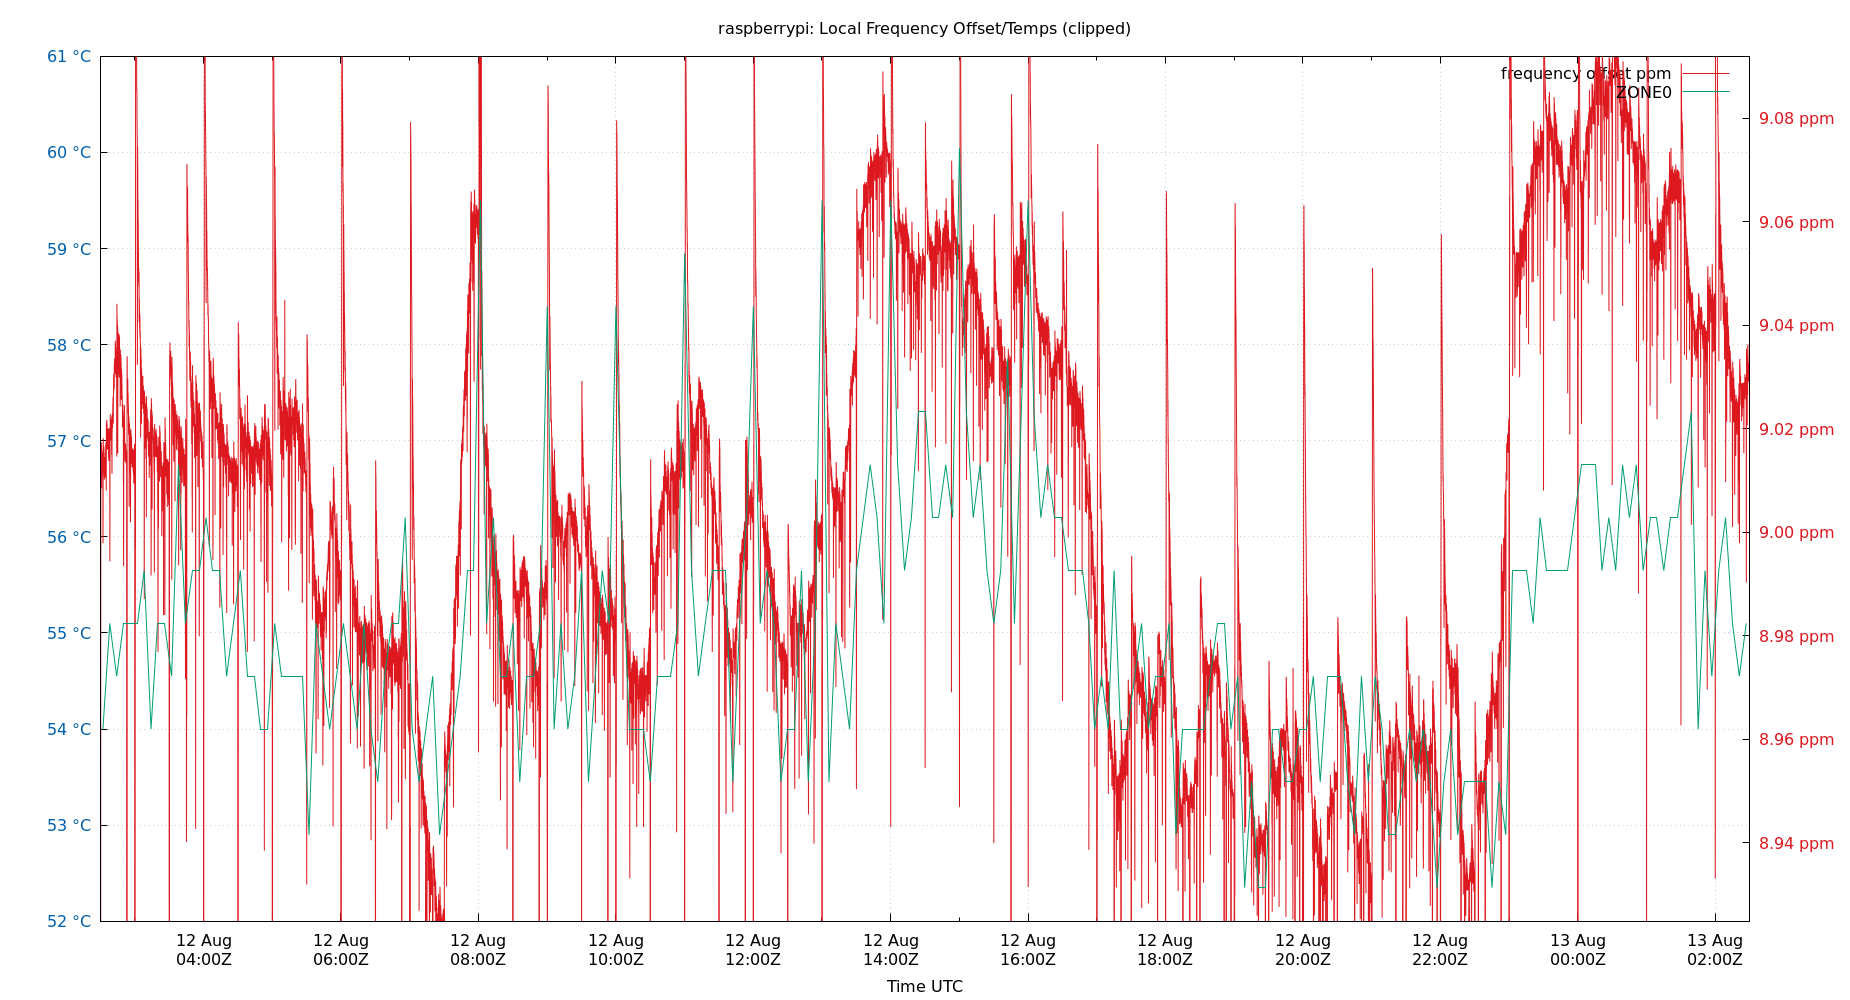 raspberrypi: Local Frequency Offset/Temps (clipped)
frequency offset ppm
ZONE0
61 °C
60 °C
59 °C
58 °C
57 °C
56 °C
55 °C
54 °C
53 °C
52 °C
9.08 ppm
9.06 ppm
9.04 ppm
9.02 ppm
9.00 ppm
8.98 ppm
8.96 ppm
8.94 ppm
12 Aug 12 Aug 12 Aug 12 Aug 12 Aug 12 Aug 12 Aug 12 Aug 12 Aug 12 Aug 13 Aug 13 Aug
04:00Z 06:00Z 08:00Z 10:00Z 12:00Z 14:00Z 16:00Z 18:00Z 20:00Z 22:00Z 00:00Z 02:00Z
Time UTC